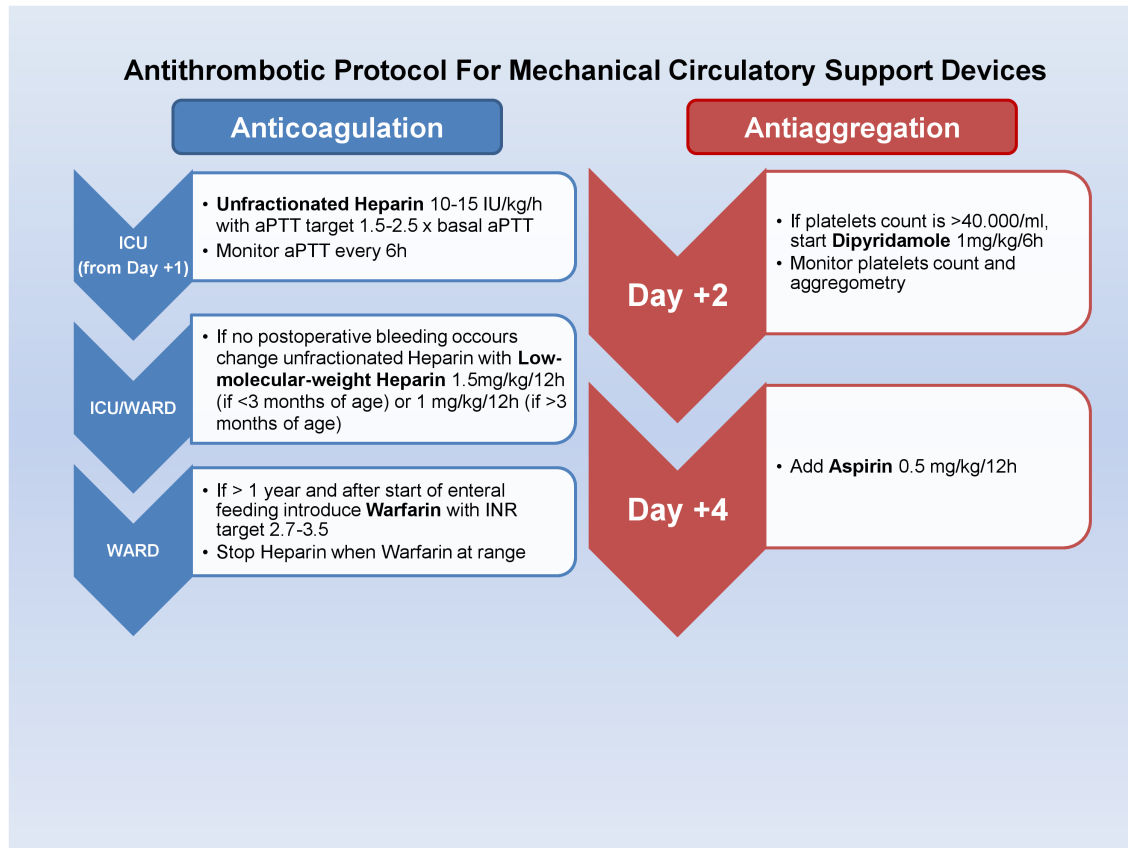 Antithrombotic Protocol For Mechanical Circulatory Support Devices
Anticoagulation
ICU
(from Day +1)
• Unfractionated Heparin 10-15 IU/kg/h
with aPTT target 1.5-2.5 x basal aPTT
• Monitor aPTT every 6h
ICU/WARD
• If no postoperative bleeding occours
change unfractionated Heparin with Low-
molecular-weight Heparin 1.5mg/kg/12h
(if <3 months of age) or 1 mg/kg/12h (if >3
months of age)
WARD
• If > 1 year and after start of enteral
feeding introduce Warfarin with INR
target 2.7-3.5
• Stop Heparin when Warfarin at range
Antiaggregation
Day +2
• If platelets count is >40.000/ml,
start Dipyridamole 1mg/kg/6h
• Monitor platelets count and
aggregometry
Day +4
• Add Aspirin 0.5 mg/kg/12h